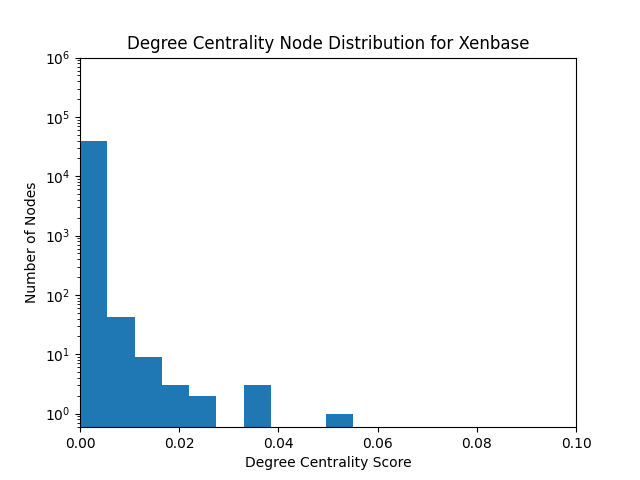 Degree Centrality Node Distribution for Xenbase
Number of Nodes
10⁶
10⁵
10⁴
10³
10²
10¹
10⁰
0.00 0.02 0.04 0.06 0.08 0.10
Degree Centrality Score